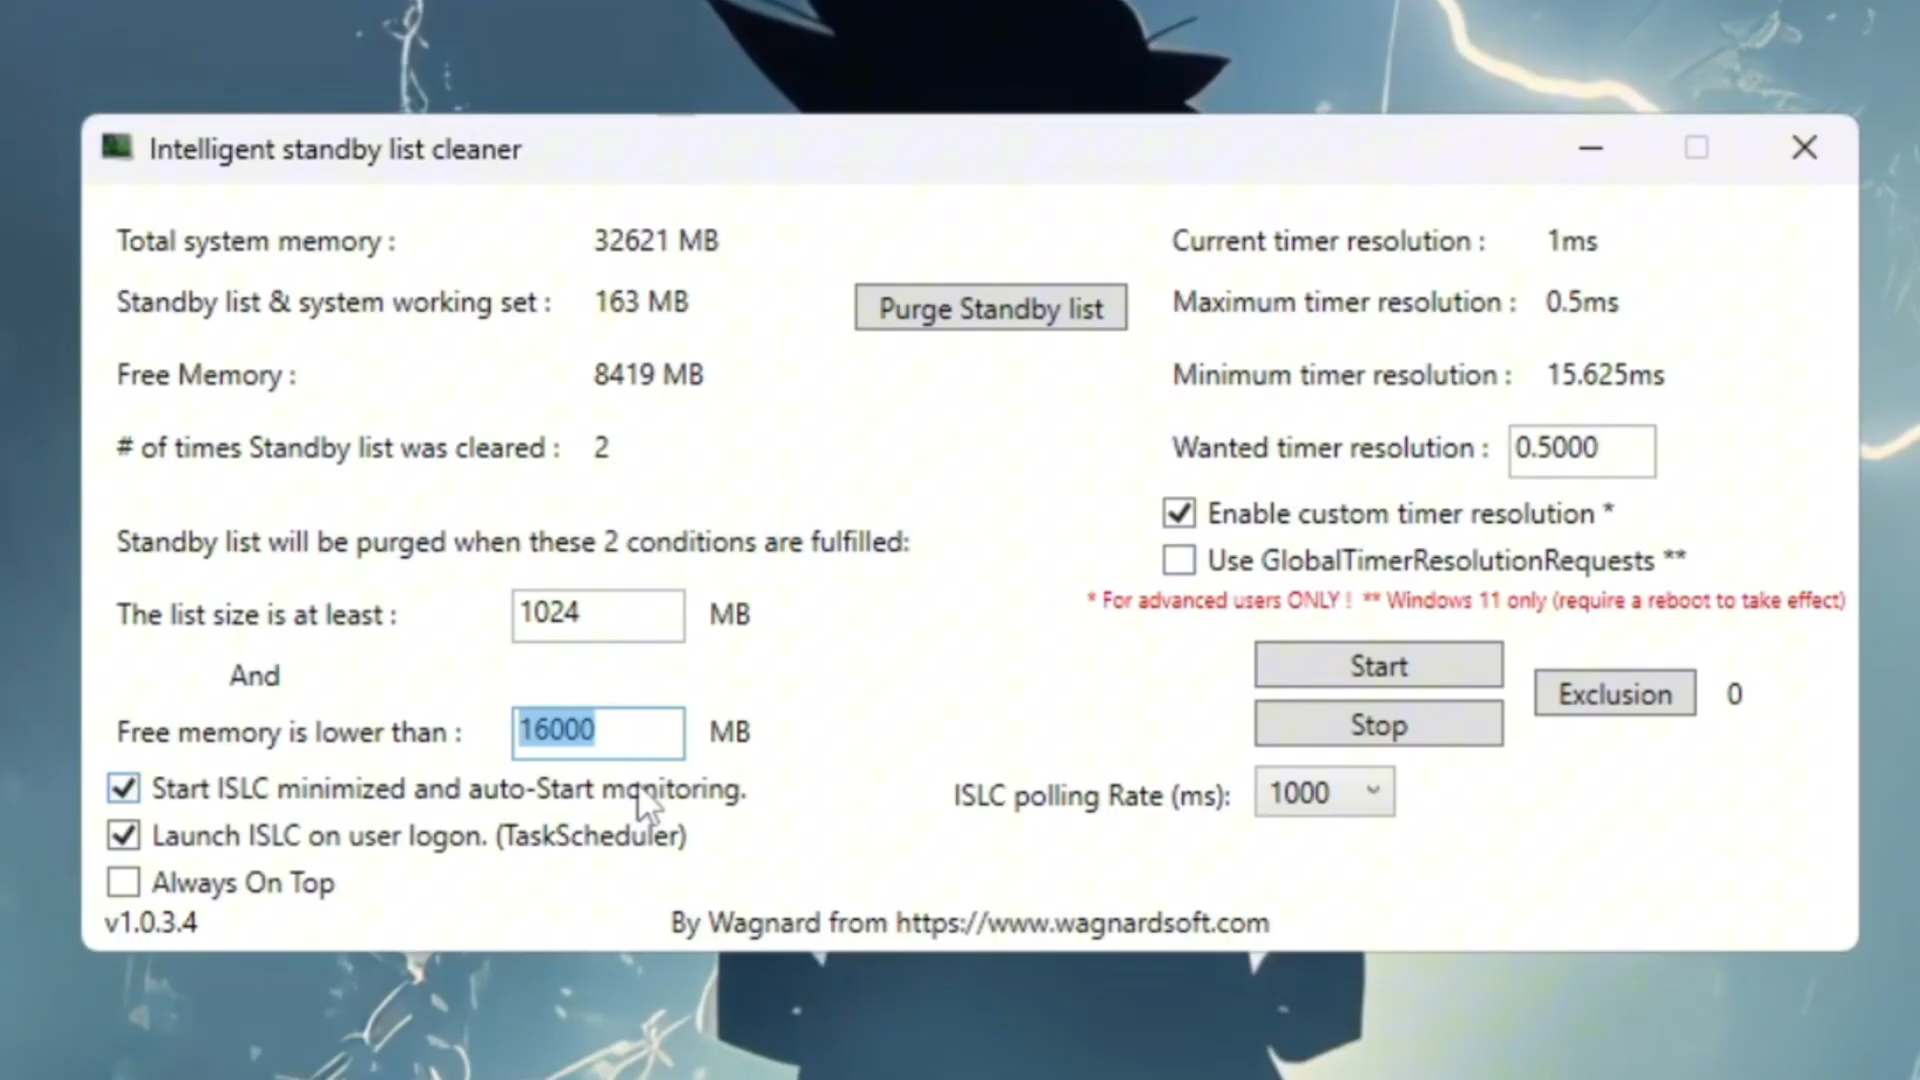 Intelligent standby list cleaner
Total system memory : 32621 MB
Current timer resolution : 1ms
Standby list & system working set : 163 MB
Purge Standby list
Maximum timer resolution : 0.5ms
Free Memory : 8419 MB
Minimum timer resolution : 15.625ms
# of times Standby list was cleared : 2
Wanted timer resolution : 0.5000
Enable custom timer resolution *
Standby list will be purged when these 2 conditions are fulfilled:
Use GlobalTimerResolutionRequests **
* For advanced users ONLY ! ** Windows 11 only (require a reboot to take effect)
The list size is at least : 1024 MB
And
Start
Stop
Exclusion 0
Free memory is lower than : 16000 MB
Start ISLC minimized and auto-Start monitoring.
ISLC polling Rate (ms): 1000
Launch ISLC on user logon. (TaskScheduler)
Always On Top
v1.0.3.4
By Wagnard from https://www.wagnardsoft.com